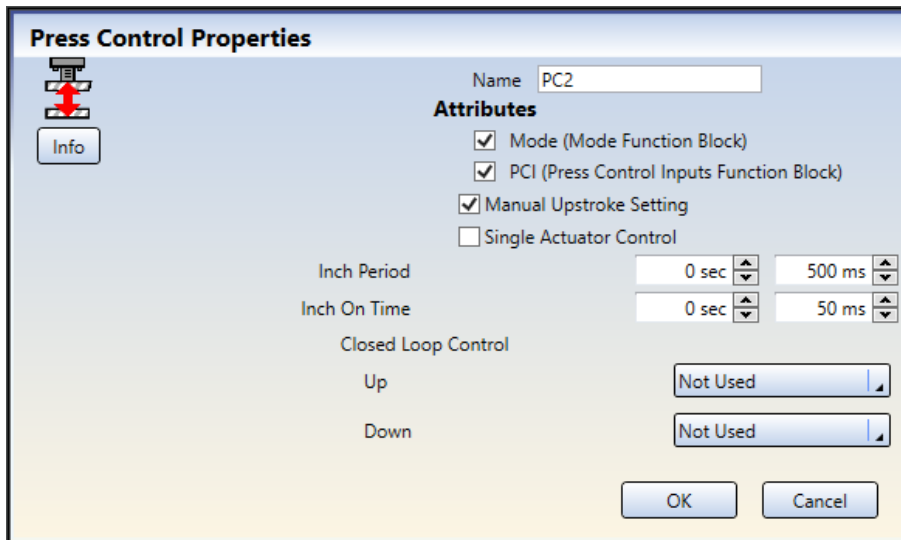 Press Control Properties
Name PC2
Attributes
Info
Mode (Mode Function Block)
PCI (Press Control Inputs Function Block)
Manual Upstroke Setting
Single Actuator Control
Inch Period 0 sec 500 ms
Inch On Time 0 sec 50 ms
Closed Loop Control
Up Not Used
Down Not Used
OK Cancel